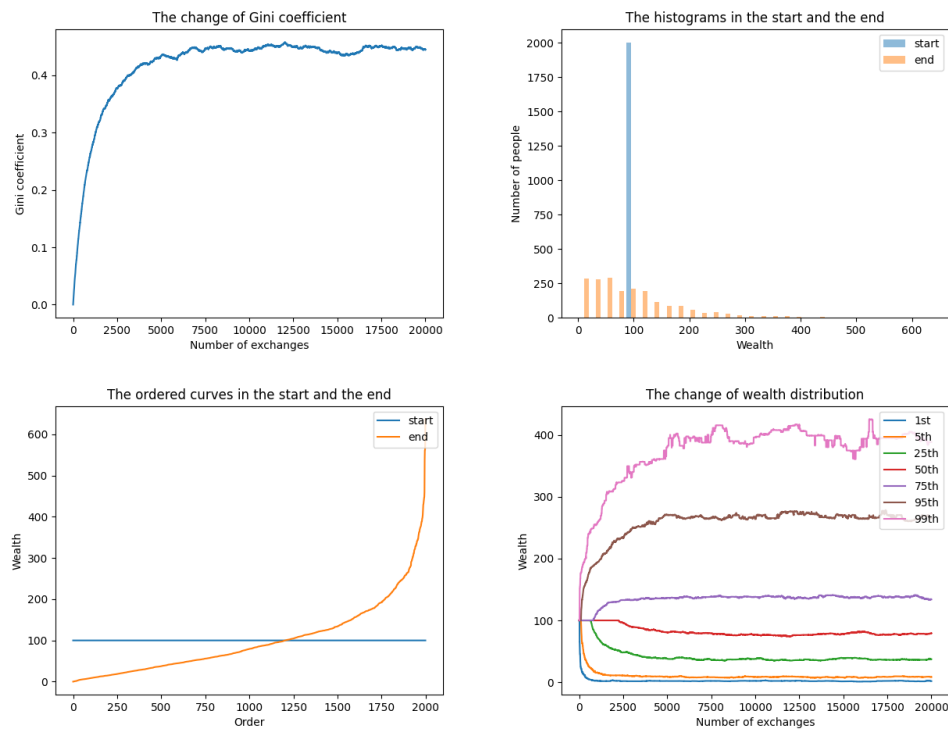 The change of Gini coefficient
Gini coefficient
0.4
0.3
0.2
0.1
0.0
0 2500 5000 7500 10000 12500 15000 17500 20000
Number of exchanges
The histograms in the start and the end
start
end
Number of people
2000
1750
1500
1250
1000
750
500
250
0
0 100 200 300 400 500 600
Wealth
The ordered curves in the start and the end
start
end
Wealth
600
500
400
300
200
100
0
0 250 500 750 1000 1250 1500 1750 2000
Order
The change of wealth distribution
1st
5th
25th
50th
75th
95th
99th
Wealth
400
300
200
100
0
0 2500 5000 7500 10000 12500 15000 17500 20000
Number of exchanges